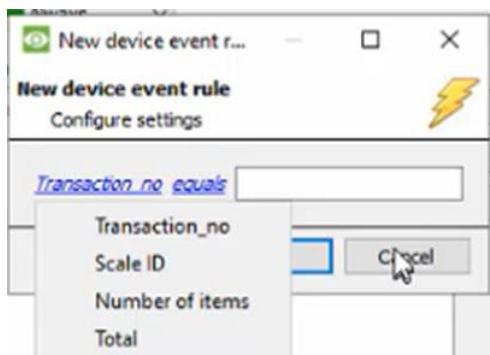 New device event r...
New device event rule
Configure settings
Transaction_no equals
Transaction_no
Scale ID
Number of items
Total
Cancel